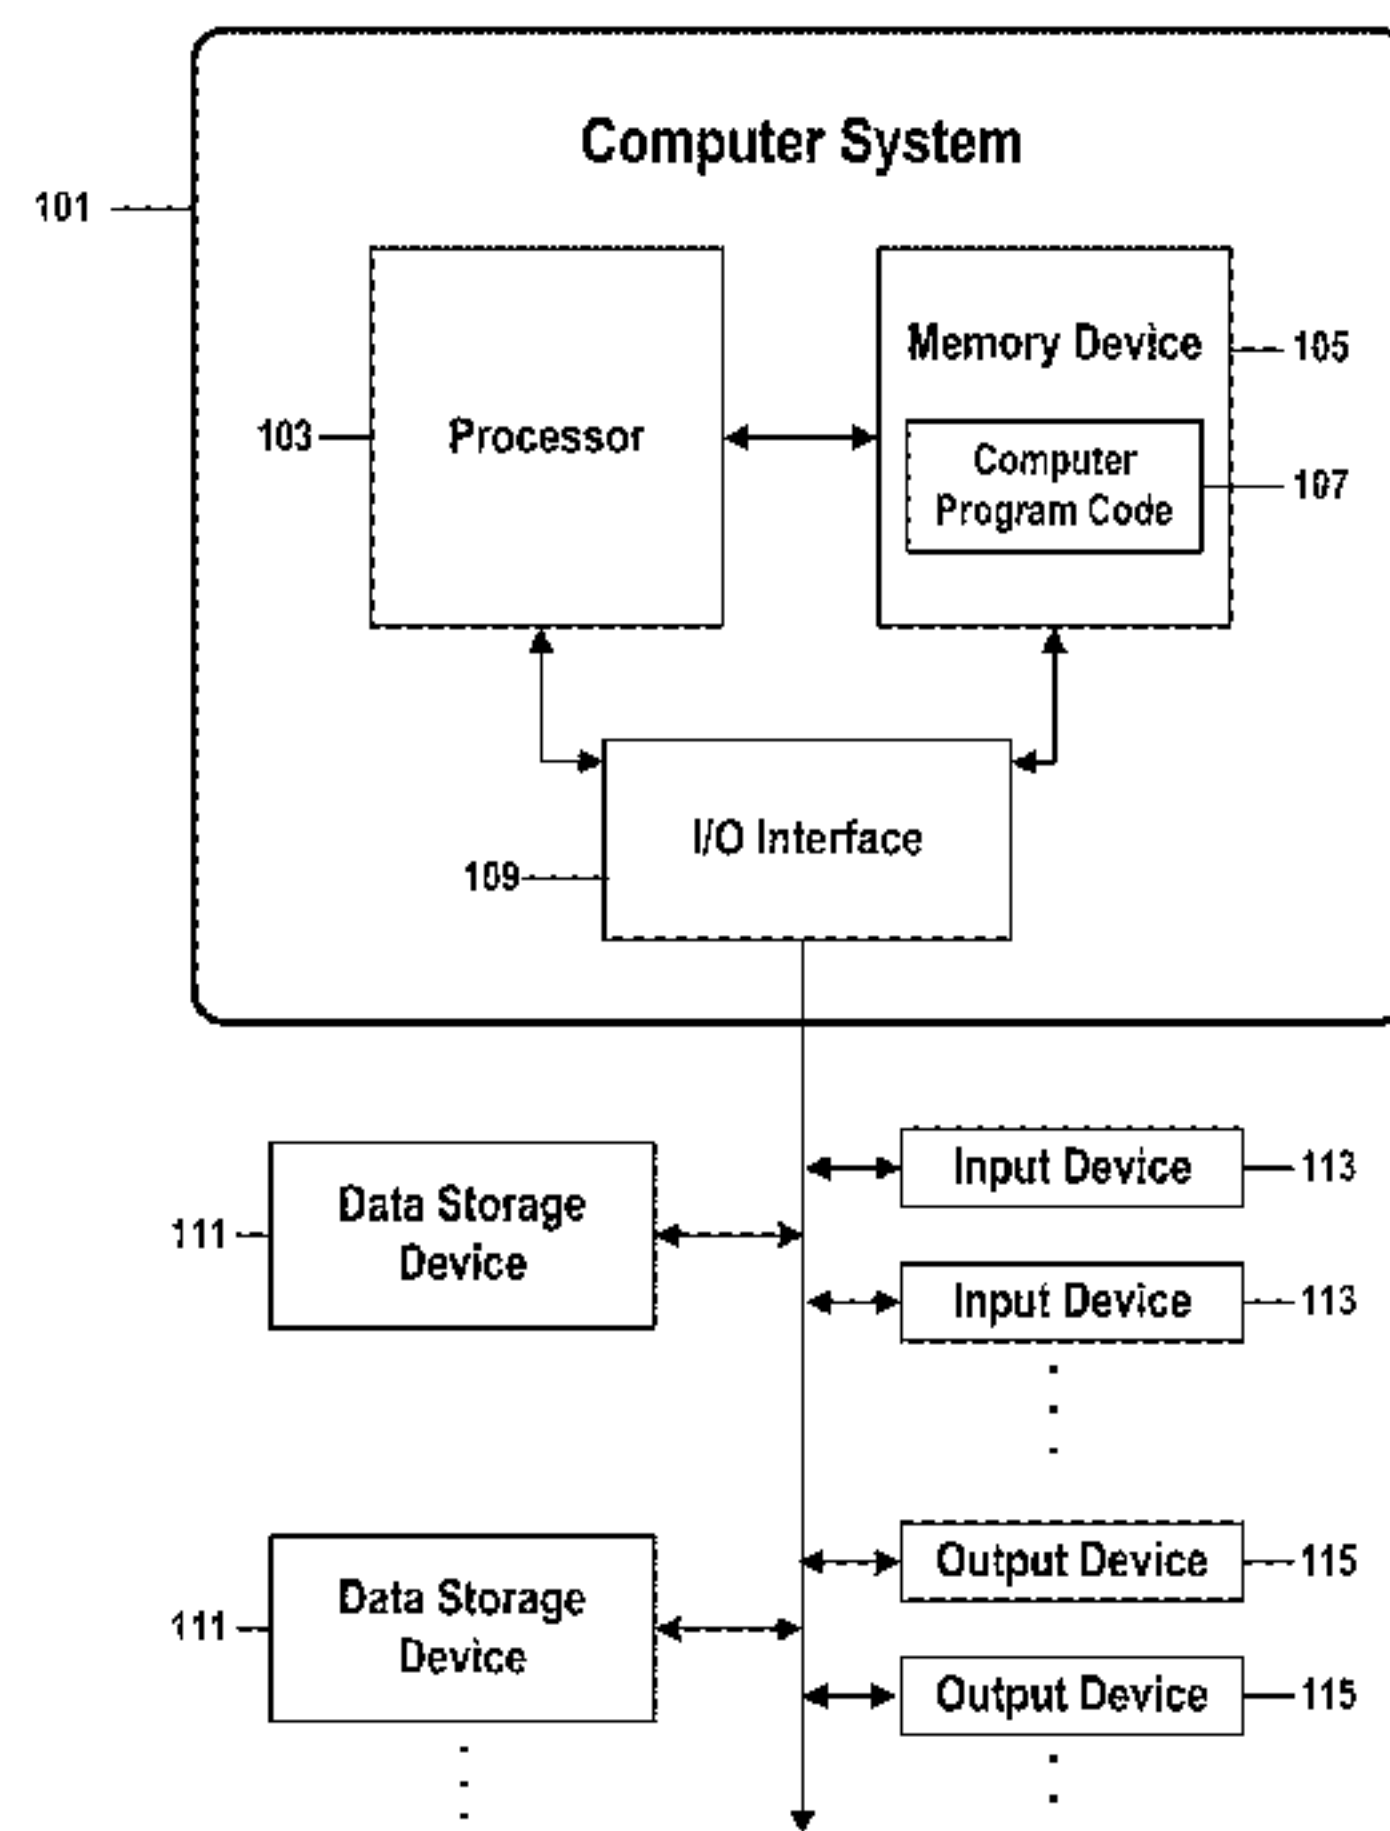 Computer System
101
Memory Device
105
103
Processor
Computer
Program Code
107
I/O Interface
109
Input Device
113
Data Storage
Device
111
Input Device
113
Output Device
115
Data Storage
Device
111
Output Device
115